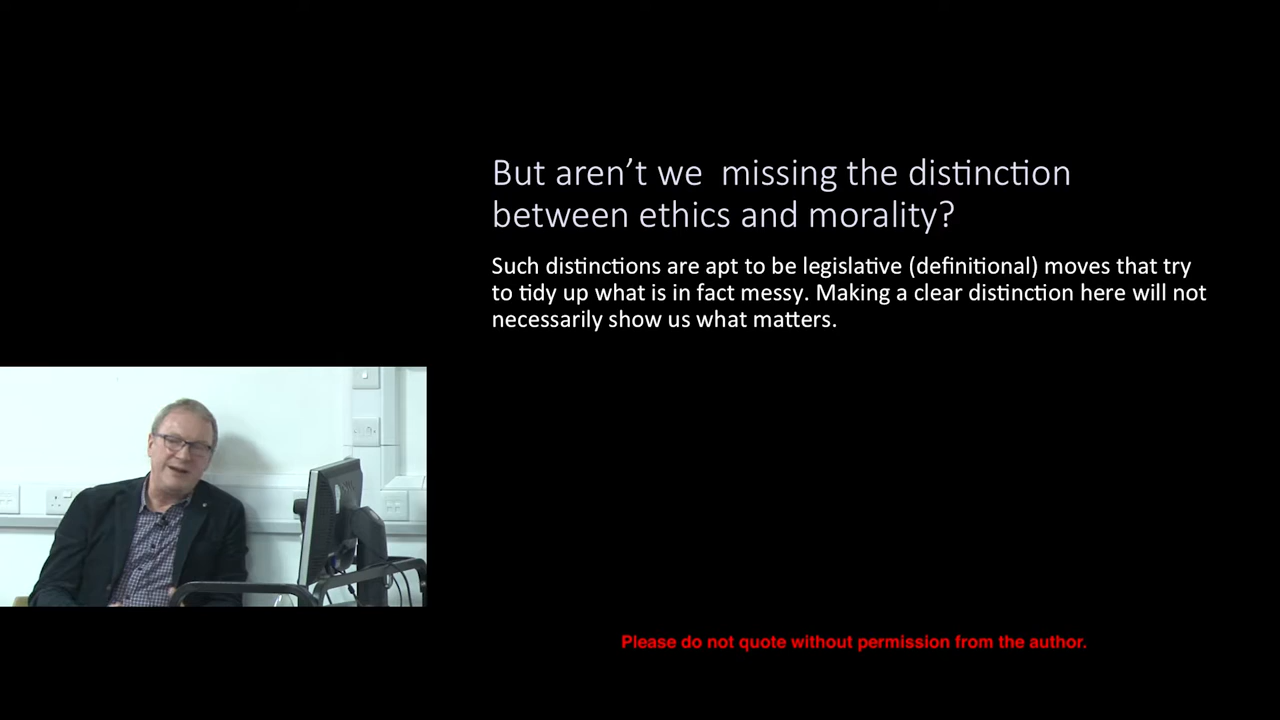 But aren’t we  missing the distinction
between ethics and morality?
Such distinctions are apt to be legislative (definitional) moves that try
to tidy up what is in fact messy. Making a clear distinction here will not
necessarily show us what matters.
Please do not quote without permission from the author.